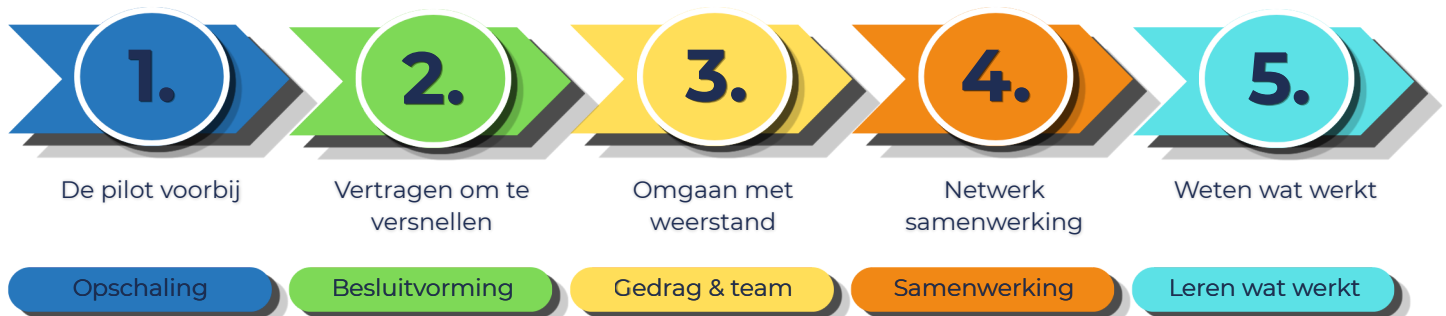 1.
2.
3.
4.
5.
De pilot voorbij
Vertragen om te
versnellen
Omgaan met
weerstand
Netwerk
samenwerking
Weten wat werkt
Opschaling
Besluitvorming
Gedrag & team
Samenwerking
Leren wat werkt